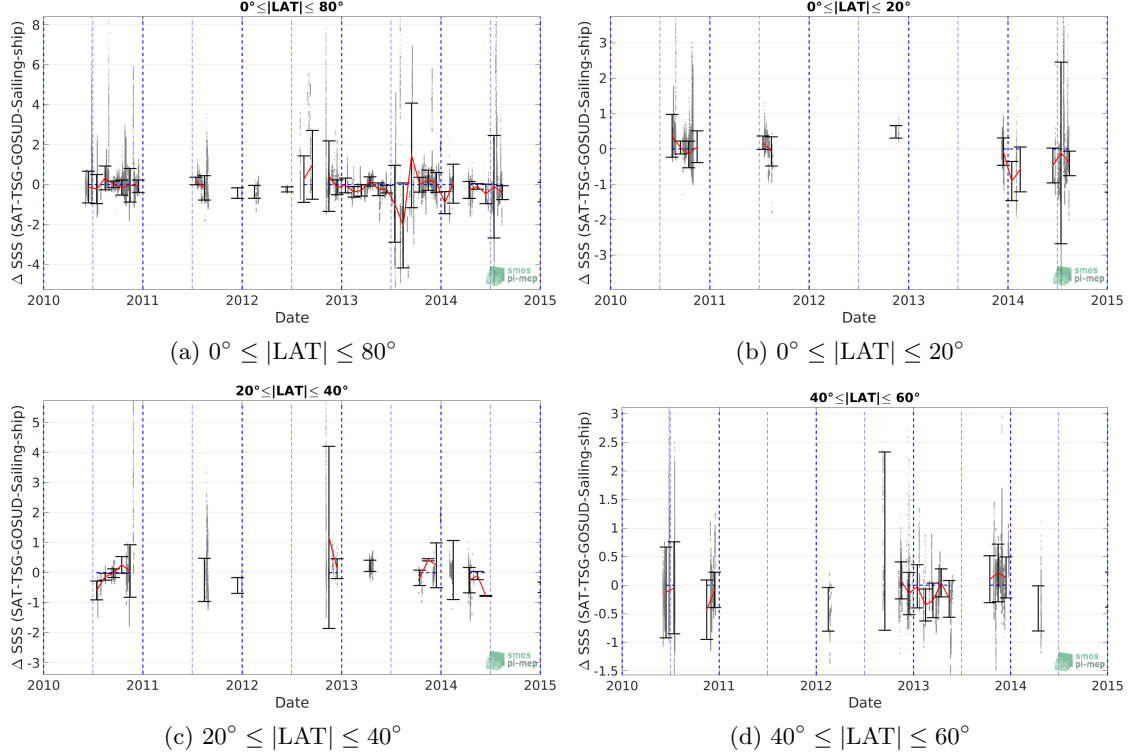 0°≤|LAT|≤ 80°
Δ SSS (SAT-TSG-GOSUD-Sailing-ship)
8
6
4
2
0
-2
-4
2010 2011 2012 2013 2014 2015
Date
smos
pi-mep
(a) 0° ≤ |LAT| ≤ 80°
0°≤|LAT|≤ 20°
Δ SSS (SAT-TSG-GOSUD-Sailing-ship)
3
2
1
0
-1
-2
-3
2010 2011 2012 2013 2014 2015
Date
smos
pi-mep
(b) 0° ≤ |LAT| ≤ 20°
20°≤|LAT|≤ 40°
Δ SSS (SAT-TSG-GOSUD-Sailing-ship)
5
4
3
2
1
0
-1
-2
-3
2010 2011 2012 2013 2014 2015
Date
smos
pi-mep
(c) 20° ≤ |LAT| ≤ 40°
40°≤|LAT|≤ 60°
Δ SSS (SAT-TSG-GOSUD-Sailing-ship)
3
2.5
2
1.5
1
0.5
0
-0.5
-1
-1.5
2010 2011 2012 2013 2014 2015
Date
smos
pi-mep
(d) 40° ≤ |LAT| ≤ 60°